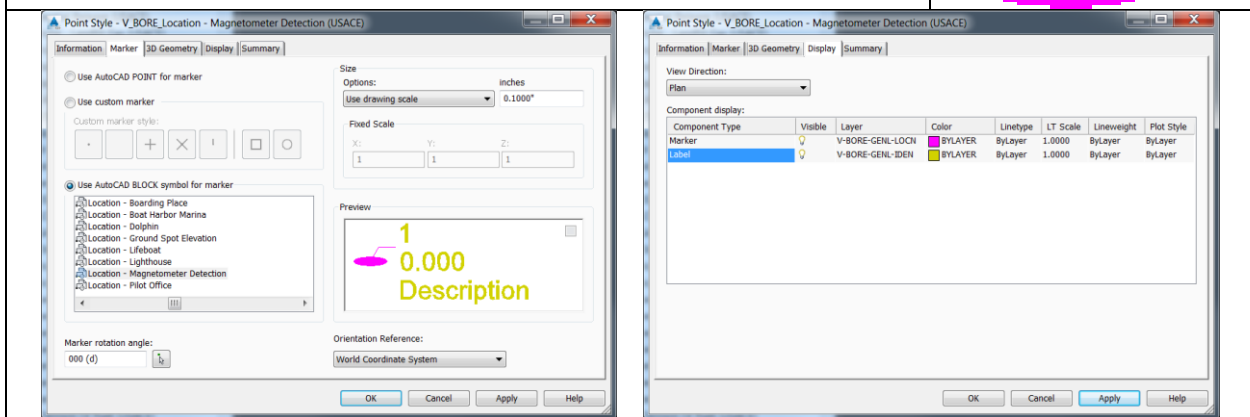 Point Style - V_BORE_Location - Magnetometer Detection (USACE)
Information Marker 3D Geometry Display Summary
Use AutoCAD POINT for marker
Use custom marker
Custom marker style:
Use AutoCAD BLOCK symbol for marker
Location - Boarding Place
Location - Boat Harbor Marina
Location - Dolphin
Location - Ground Spot Elevation
Location - Lifeboat
Location - Lighthouse
Location - Magnetometer Detection
Location - Pilot Office
Marker rotation angle:
000 (d)
Size
Options: inches
Use drawing scale 0.1000"
Fixed Scale
X: Y: Z:
1 1 1
Preview
1
0.000
Description
Orientation Reference:
World Coordinate System
OK Cancel Apply Help
Point Style - V_BORE_Location - Magnetometer Detection (USACE)
Information Marker 3D Geometry Display Summary
View Direction:
Plan
Component display:
Component Type Visible Layer Color Linetype LT Scale Lineweight Plot Style
Marker V-BORE-GENL-LOCN BYLAYER ByLayer 1.0000 ByLayer ByLayer
Label V-BORE-GENL-IDEN BYLAYER ByLayer 1.0000 ByLayer ByLayer
OK Cancel Apply Help